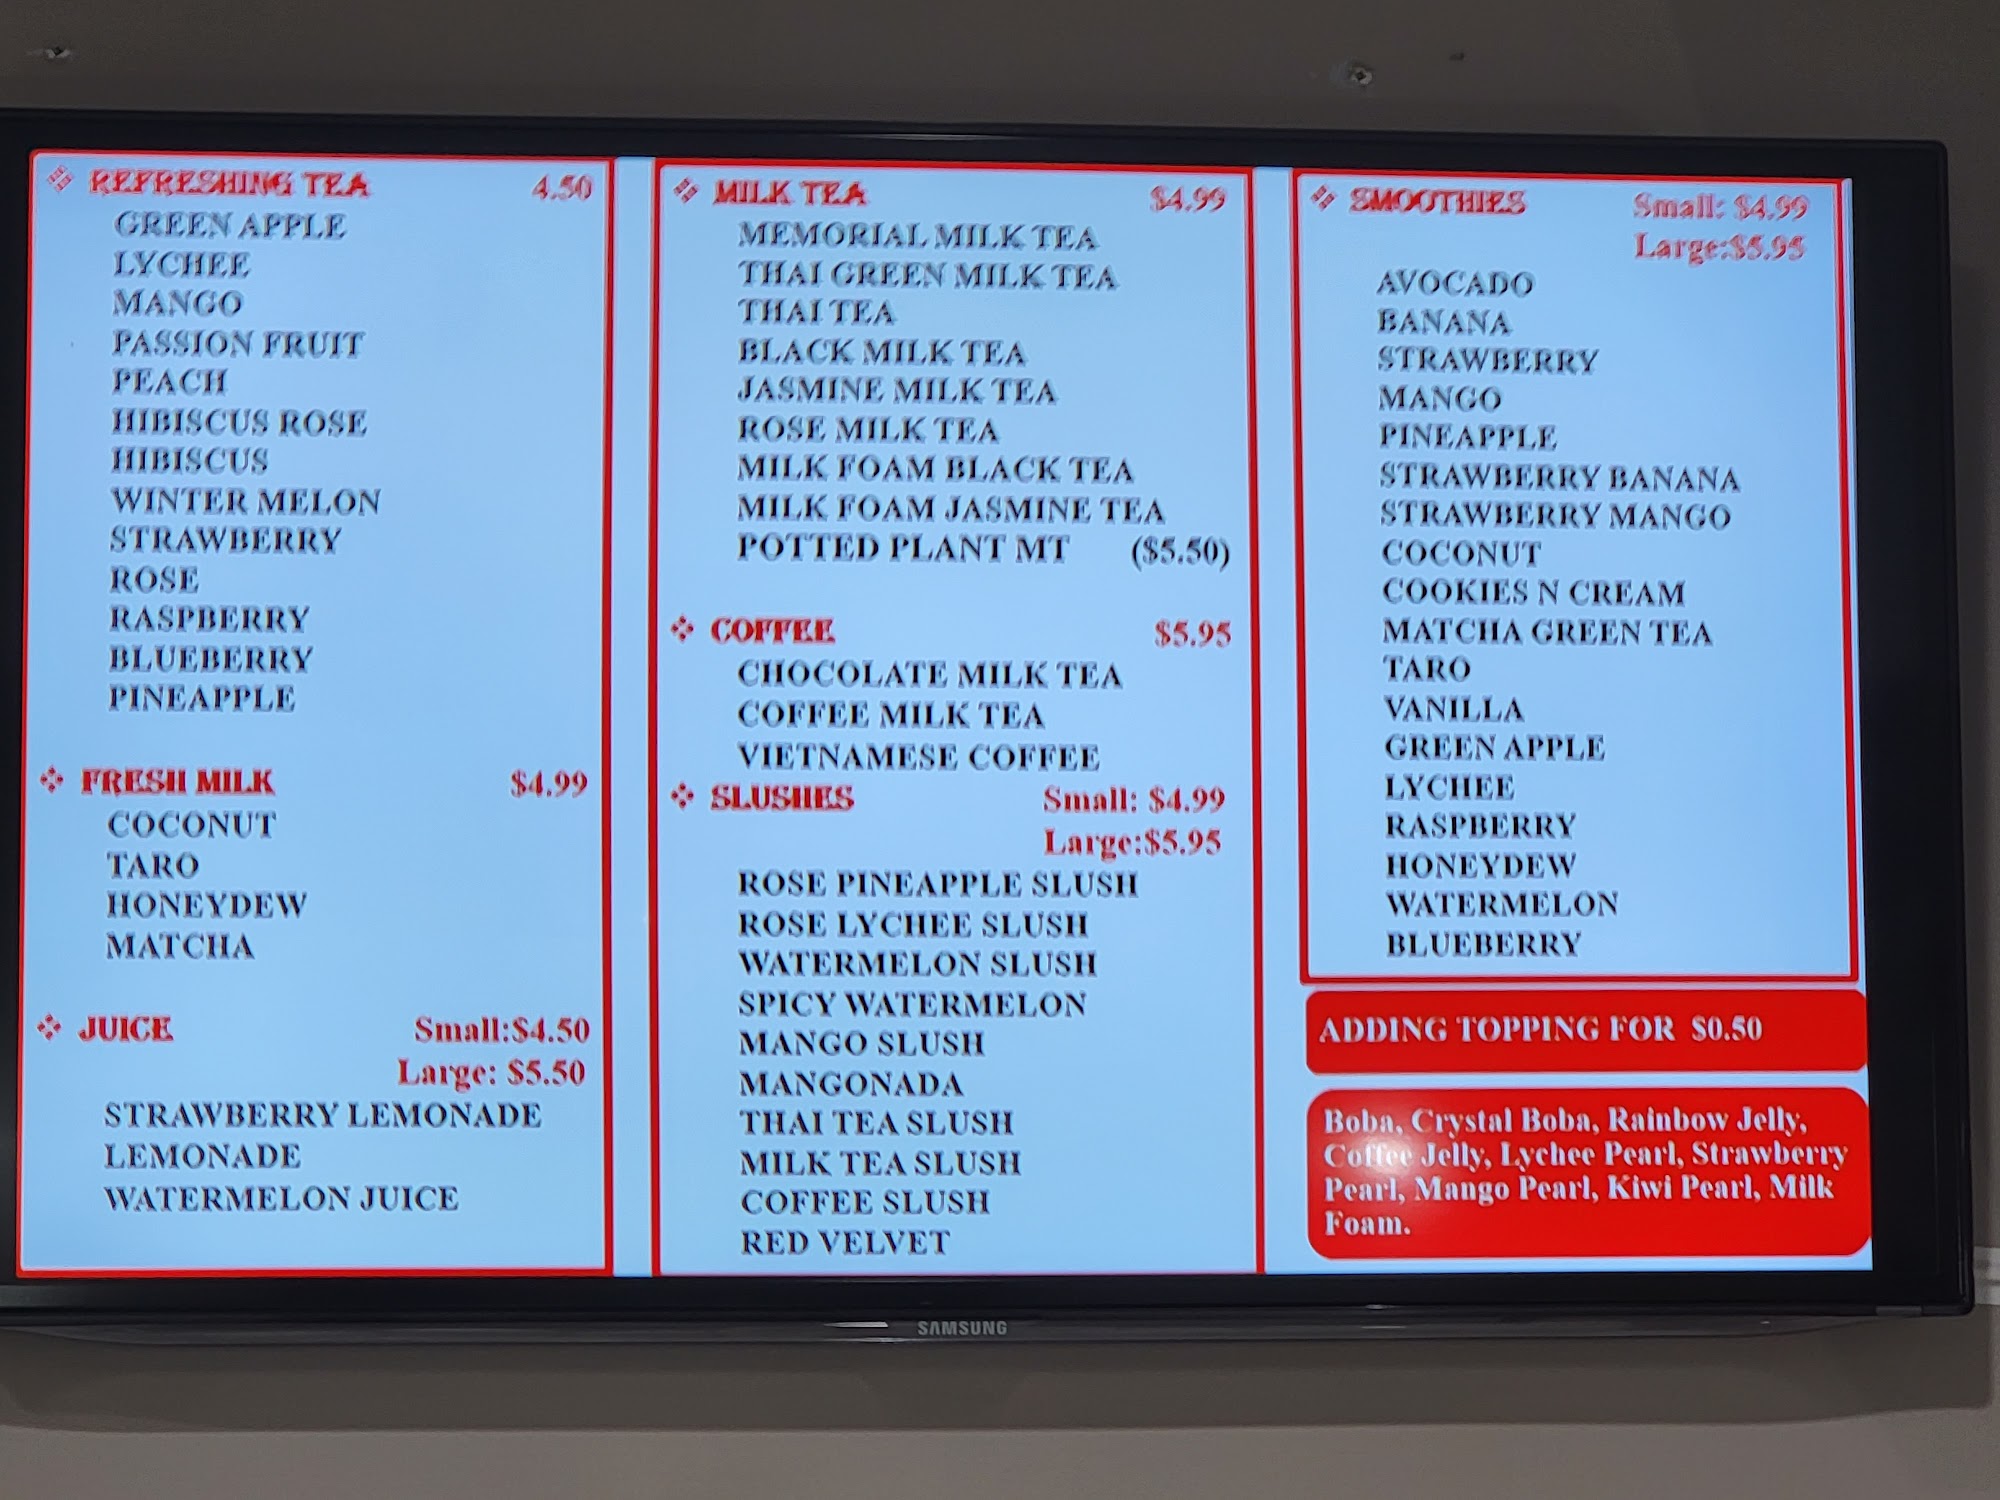 REFRESHING TEA 4.50
GREEN APPLE
LYCHEE
MANGO
PASSION FRUIT
PEACH
HIBISCUS ROSE
HIBISCUS
WINTER MELON
STRAWBERRY
ROSE
RASPBERRY
BLUEBERRY
PINEAPPLE
FRESH MILK $4.99
COCONUT
TARO
HONEYDEW
MATCHA
JUICE Small:$4.50
Large: $5.50
STRAWBERRY LEMONADE
LEMONADE
WATERMELON JUICE
MILK TEA $4.99
MEMORIAL MILK TEA
THAI GREEN MILK TEA
THAI TEA
BLACK MILK TEA
JASMINE MILK TEA
ROSE MILK TEA
MILK FOAM BLACK TEA
MILK FOAM JASMINE TEA
POTTED PLANT MT ($5.50)
COFFEE $5.95
CHOCOLATE MILK TEA
COFFEE MILK TEA
VIETNAMESE COFFEE
SLUSHES Small: $4.99
Large:$5.95
ROSE PINEAPPLE SLUSH
ROSE LYCHEE SLUSH
WATERMELON SLUSH
SPICY WATERMELON
MANGO SLUSH
MANGONADA
THAI TEA SLUSH
MILK TEA SLUSH
COFFEE SLUSH
RED VELVET
SMOOTHIES Small: $4.99
Large:$5.95
AVOCADO
BANANA
STRAWBERRY
MANGO
PINEAPPLE
STRAWBERRY BANANA
STRAWBERRY MANGO
COCONUT
COOKIES N CREAM
MATCHA GREEN TEA
TARO
VANILLA
GREEN APPLE
LYCHEE
RASPBERRY
HONEYDEW
WATERMELON
BLUEBERRY
ADDING TOPPING FOR $0.50
Boba, Crystal Boba, Rainbow Jelly,
Coffee Jelly, Lychee Pearl, Strawberry
Pearl, Mango Pearl, Kiwi Pearl, Milk
Foam.
SAMSUNG